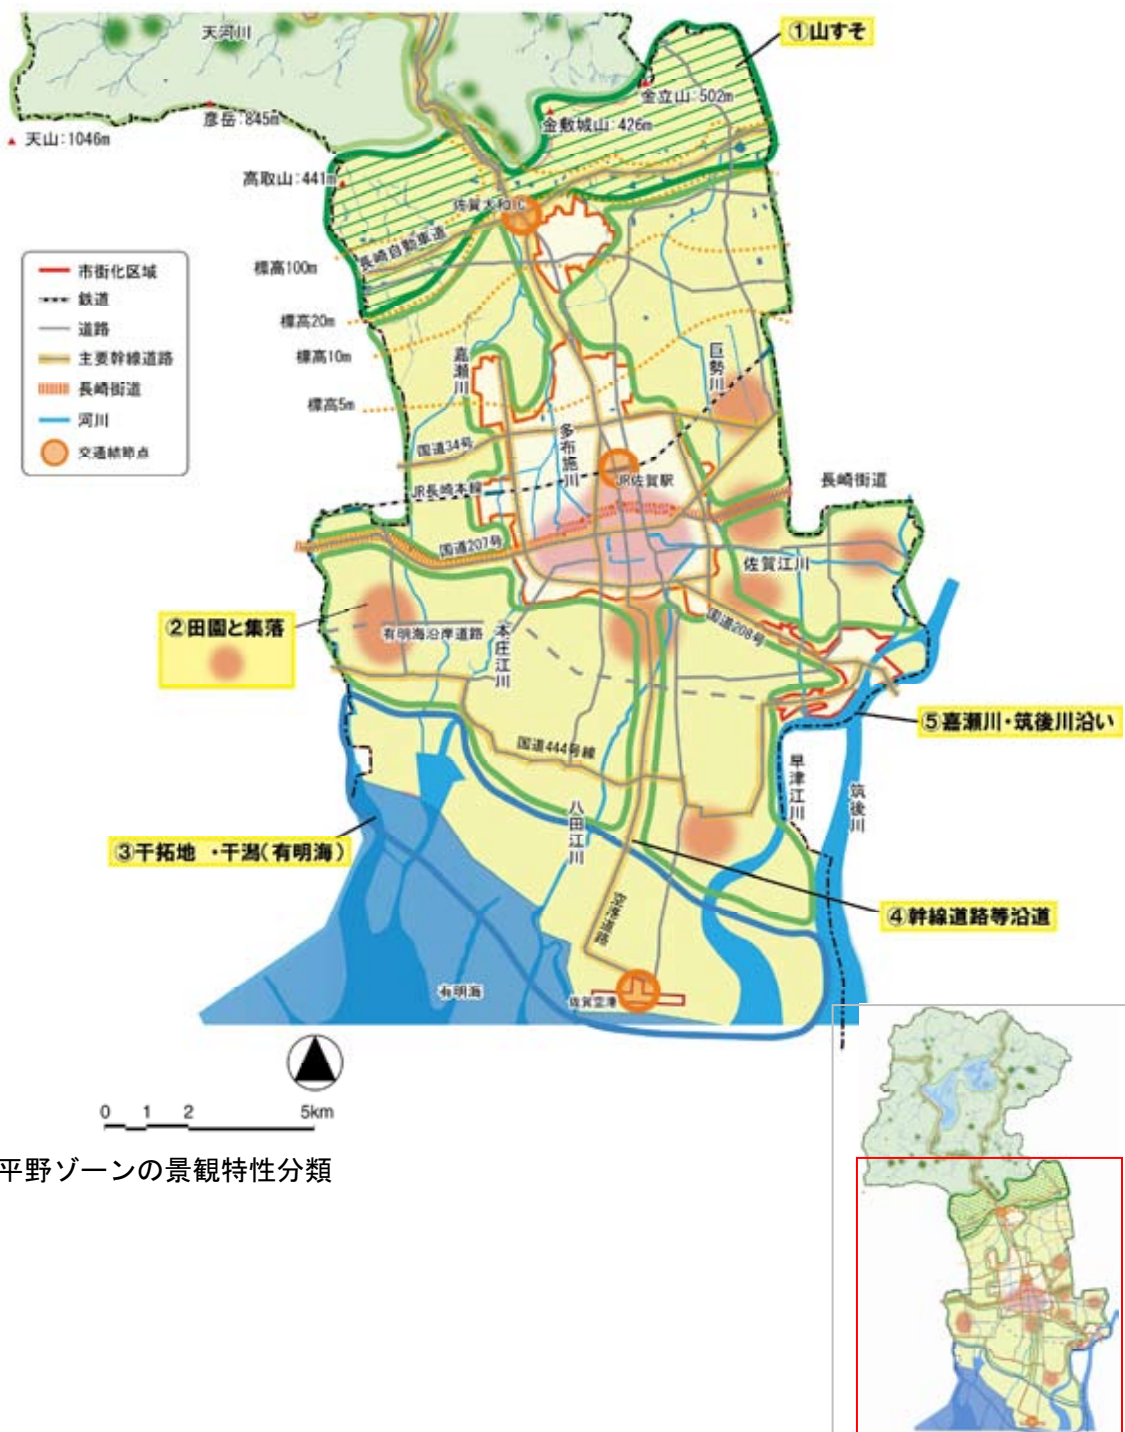 天河川
①山すそ
金立山:502m
金敷城山:426m
彦岳:845m
天山:1046m
高取山:441m
佐賀大和IC
長崎自動車道
標高100m
標高20m
標高10m
標高5m
市街化区域
鉄道
道路
主要幹線道路
長崎街道
河川
交通結節点
嘉瀬川
巨勢川
多布施川
国道34号
JR長崎本線
JR佐賀駅
長崎街道
国道207号
佐賀江川
②田園と集落
有明海沿岸道路
本庄江川
国道208号
⑤嘉瀬川・筑後川沿い
国道444号線
早津江川
筑後川
八田江川
③干拓地 ・干潟(有明海)
④幹線道路等沿道
空港道路
有明海
佐賀空港
0 1 2 5km
平野ゾーンの景観特性分類